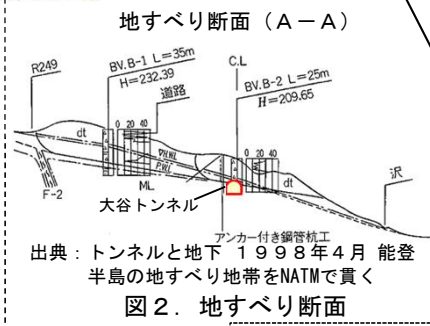 地すべり断面（A－A）
R249
BV.B-1 L=35m
H=232.39
道路
C.L
BV.B-2 L=25m
H=209.65
0 20 40
0 20 40
dt
dt
H.W.L
P.W.L
F-2
ML
沢
大谷トンネル
アンカー付き鋼管杭工
出典：トンネルと地下 １９９８年４月 能登
半島の地すべり地帯をNATMで貫く
図２．地すべり断面